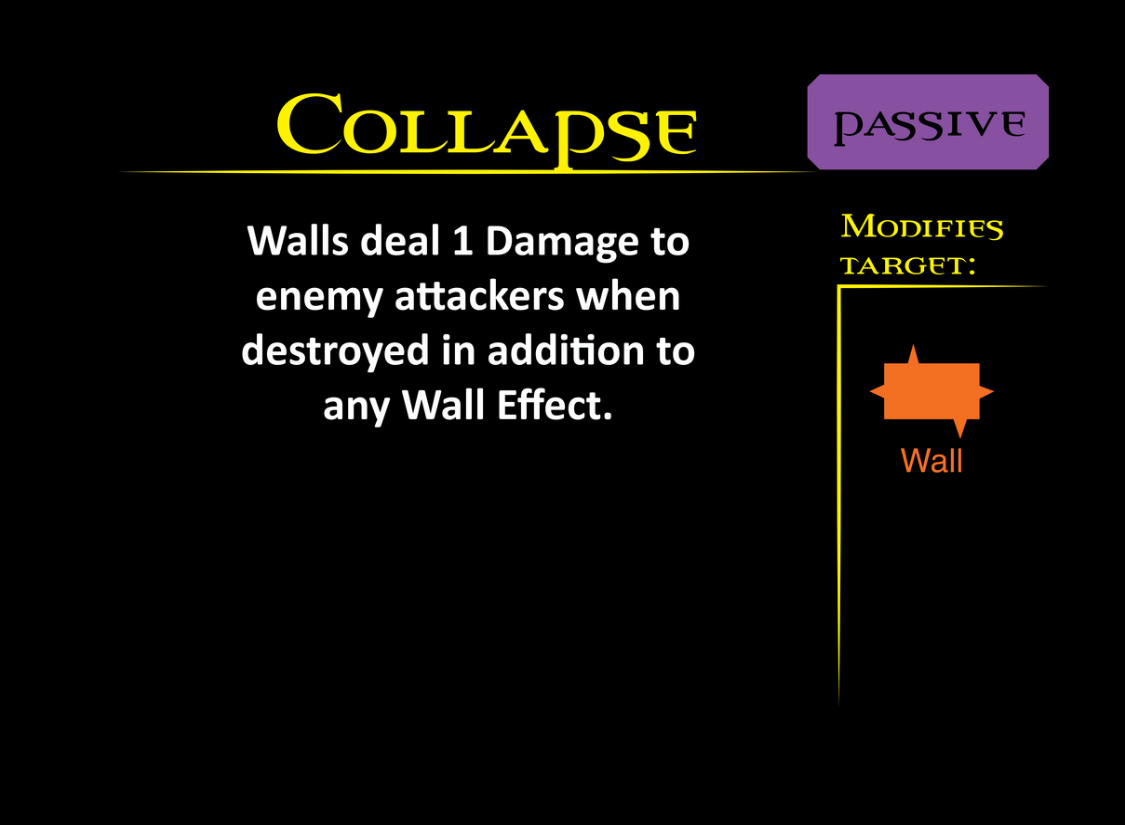 Collapse
PASSIVE
Walls deal 1 Damage to
enemy attackers when
destroyed in addition to
any Wall Effect.
Modifies
target:
Wall